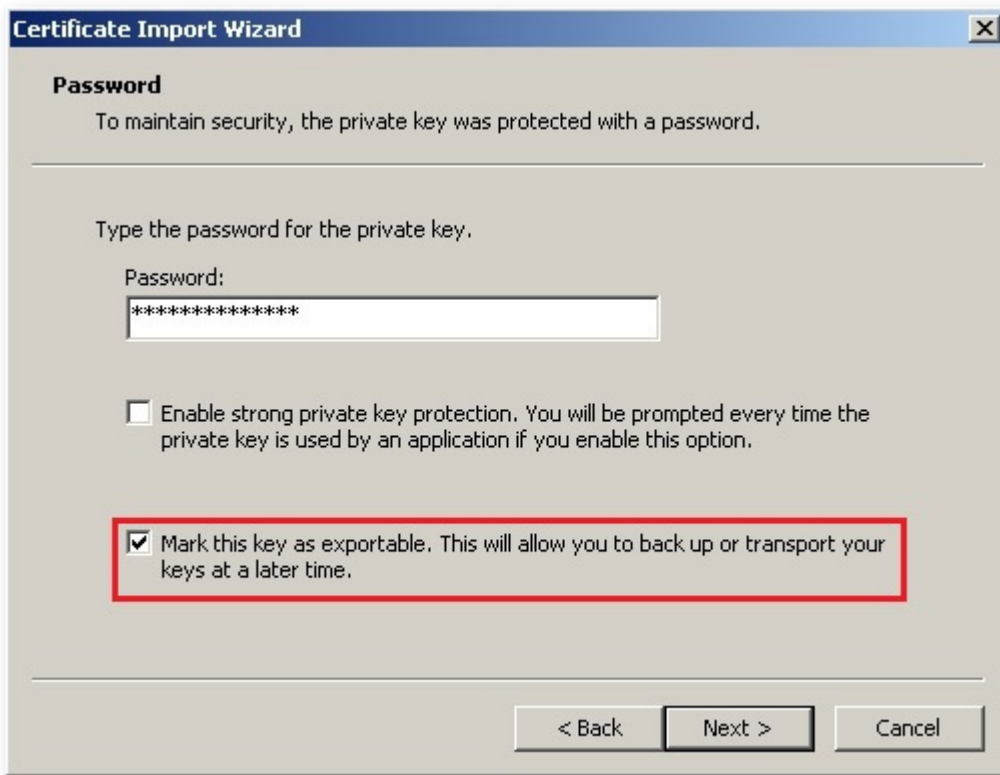 Certificate Import Wizard
Password
To maintain security, the private key was protected with a password.
Type the password for the private key.
Password:
**************
Enable strong private key protection. You will be prompted every time the
private key is used by an application if you enable this option.
Mark this key as exportable. This will allow you to back up or transport your
keys at a later time.
< Back
Next >
Cancel